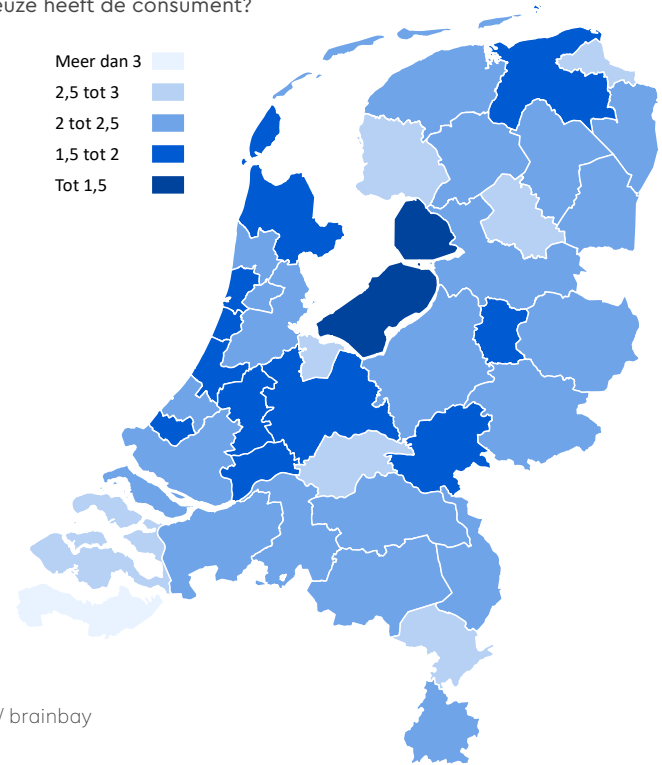 heeft de consument?
Meer dan 3
2,5 tot 3
2 tot 2,5
1,5 tot 2
Tot 1,5
/ brainbay